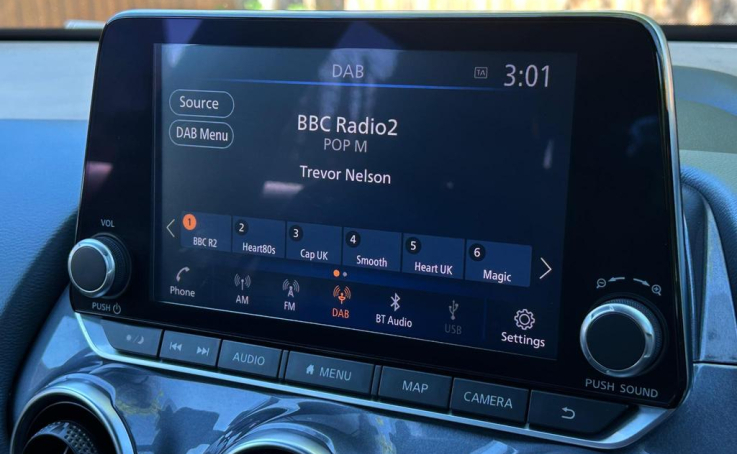 DAB
TA
3:01
Source
DAB Menu
BBC Radio2
POP M
Trevor Nelson
1
BBC R2
2
Heart80s
3
Cap UK
4
Smooth
5
Heart UK
6
Magic
Phone
AM
FM
DAB
BT Audio
USB
Settings
VOL
PUSH
PUSH SOUND
AUDIO
MENU
MAP
CAMERA